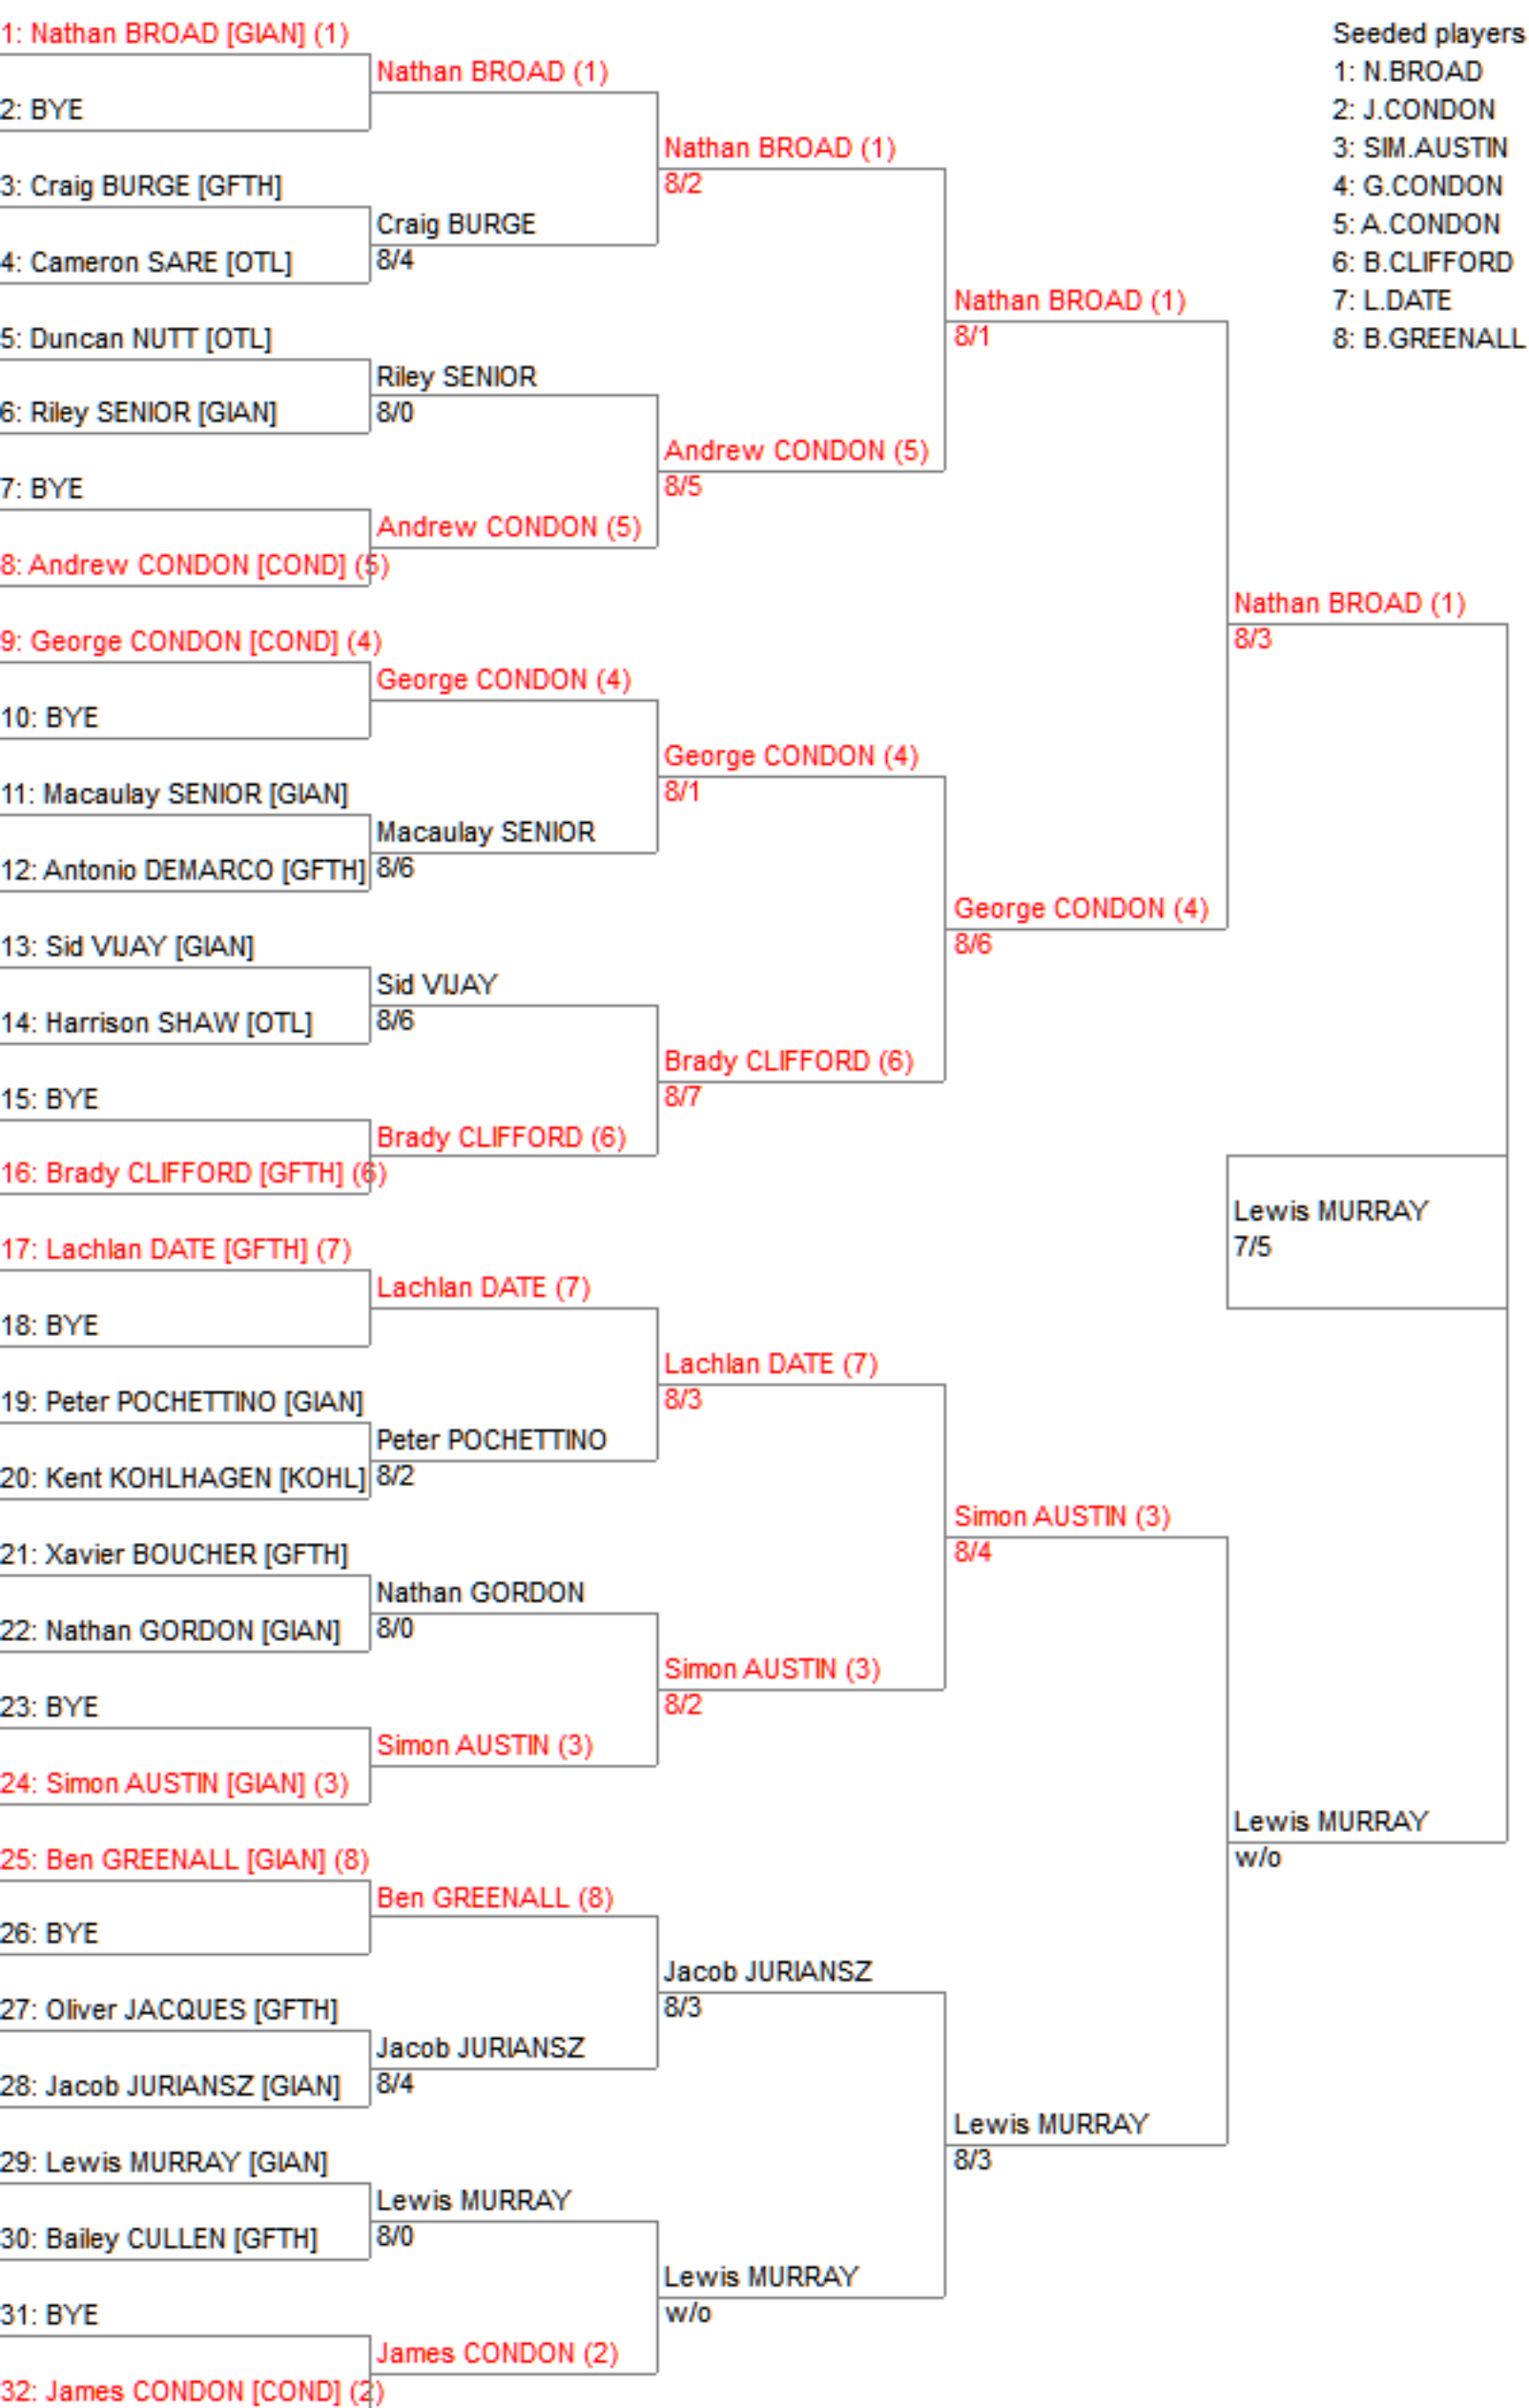 1: Nathan BROAD [GIAN] (1)
2: BYE
3: Craig BURGE [GFTH]
4: Cameron SARE [OTL]
5: Duncan NUTT [OTL]
6: Riley SENIOR [GIAN]
7: BYE
8: Andrew CONDON [COND] (5)
9: George CONDON [COND] (4)
10: BYE
11: Macaulay SENIOR [GIAN]
12: Antonio DEMARCO [GFTH]
13: Sid VIJAY [GIAN]
14: Harrison SHAW [OTL]
15: BYE
16: Brady CLIFFORD [GFTH] (6)
17: Lachlan DATE [GFTH] (7)
18: BYE
19: Peter POCHETTINO [GIAN]
20: Kent KOHLHAGEN [KOHL]
21: Xavier BOUCHER [GFTH]
22: Nathan GORDON [GIAN]
23: BYE
24: Simon AUSTIN [GIAN] (3)
25: Ben GREENALL [GIAN] (8)
26: BYE
27: Oliver JACQUES [GFTH]
28: Jacob JURIANSZ [GIAN]
29: Lewis MURRAY [GIAN]
30: Bailey CULLEN [GFTH]
31: BYE
32: James CONDON [COND] (2)
Nathan BROAD (1)
Craig BURGE
8/4
Riley SENIOR
8/0
Andrew CONDON (5)
George CONDON (4)
Macaulay SENIOR
8/6
Sid VIJAY
8/6
Brady CLIFFORD (6)
Lachlan DATE (7)
Peter POCHETTINO
8/2
Nathan GORDON
8/0
Simon AUSTIN (3)
Ben GREENALL (8)
Jacob JURIANSZ
8/4
Lewis MURRAY
8/0
James CONDON (2)
Nathan BROAD (1)
8/2
Andrew CONDON (5)
8/5
George CONDON (4)
8/1
Brady CLIFFORD (6)
8/7
Lachlan DATE (7)
8/3
Simon AUSTIN (3)
8/2
Jacob JURIANSZ
8/3
Lewis MURRAY
w/o
Nathan BROAD (1)
8/1
George CONDON (4)
8/6
Simon AUSTIN (3)
8/4
Lewis MURRAY
8/3
Nathan BROAD (1)
8/3
Lewis MURRAY
7/5
Lewis MURRAY
w/o
Seeded players
1: N.BROAD
2: J.CONDON
3: SIM.AUSTIN
4: G.CONDON
5: A.CONDON
6: B.CLIFFORD
7: L.DATE
8: B.GREENALL